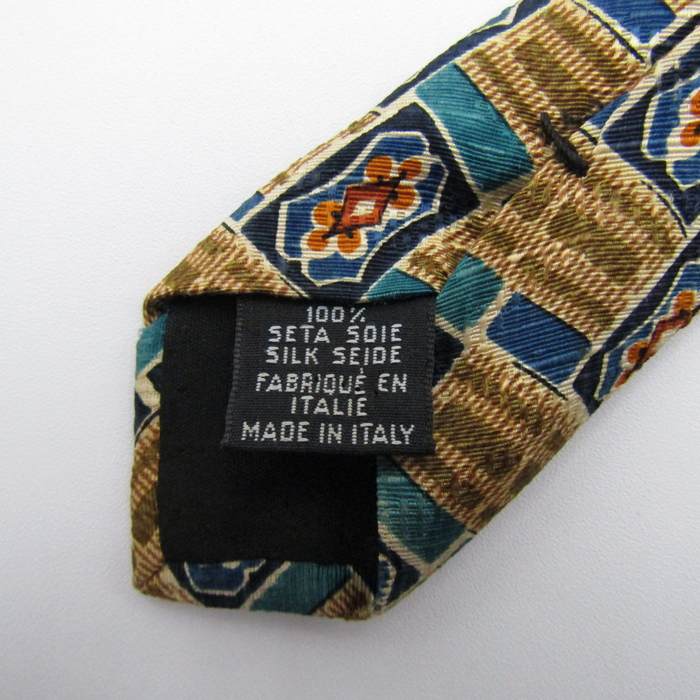 100%
SETA SOIE
SILK SEIDE
FABRIQUÉ EN
ITALIE
MADE IN ITALY